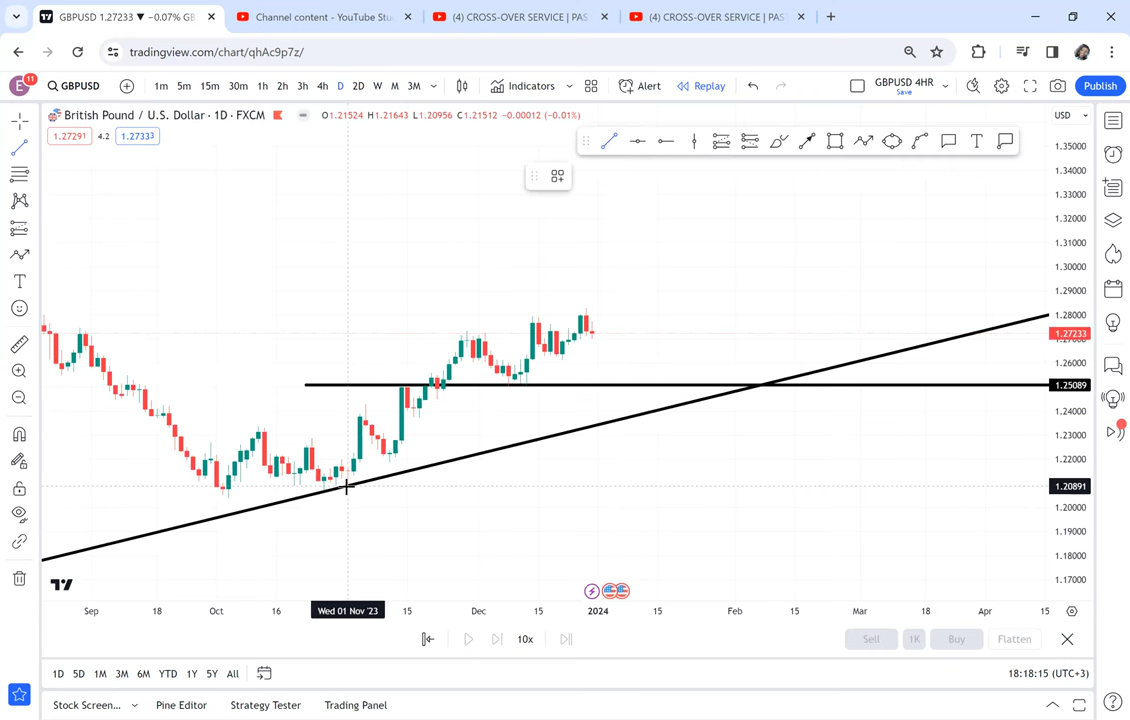 GBPUSD 1.27233 ▼ −0.07% GB
Channel content - YouTube Stu
(4) CROSS-OVER SERVICE | PAS
(4) CROSS-OVER SERVICE | PAS
tradingview.com/chart/qhAc9p7z/
E
11
GBPUSD
1m 5m 15m 30m 1h 2h 3h 4h D 2D W M 3M
Indicators
Alert
Replay
GBPUSD 4HR
Save
Publish
British Pound / U.S. Dollar · 1D · FXCM
O1.21524 H1.21643 L1.20956 C1.21512 −0.00012 (−0.01%)
USD
1.27291 4.2 1.27333
1.35000
1.34000
1.33000
1.32000
1.31000
1.30000
1.29000
1.28000
1.27233
1.27000
1.26000
1.25089
1.24000
1.23000
1.22000
1.20891
1.20000
1.19000
1.18000
1.17000
Sep 18 Oct 16 Wed 01 Nov '23 15 Dec 15 2024 15 Feb 15 Mar 18 Apr 15
10x
Sell 1K Buy Flatten
1D 5D 1M 3M 6M YTD 1Y 5Y All
18:18:15 (UTC+3)
Stock Screen... Pine Editor Strategy Tester Trading Panel